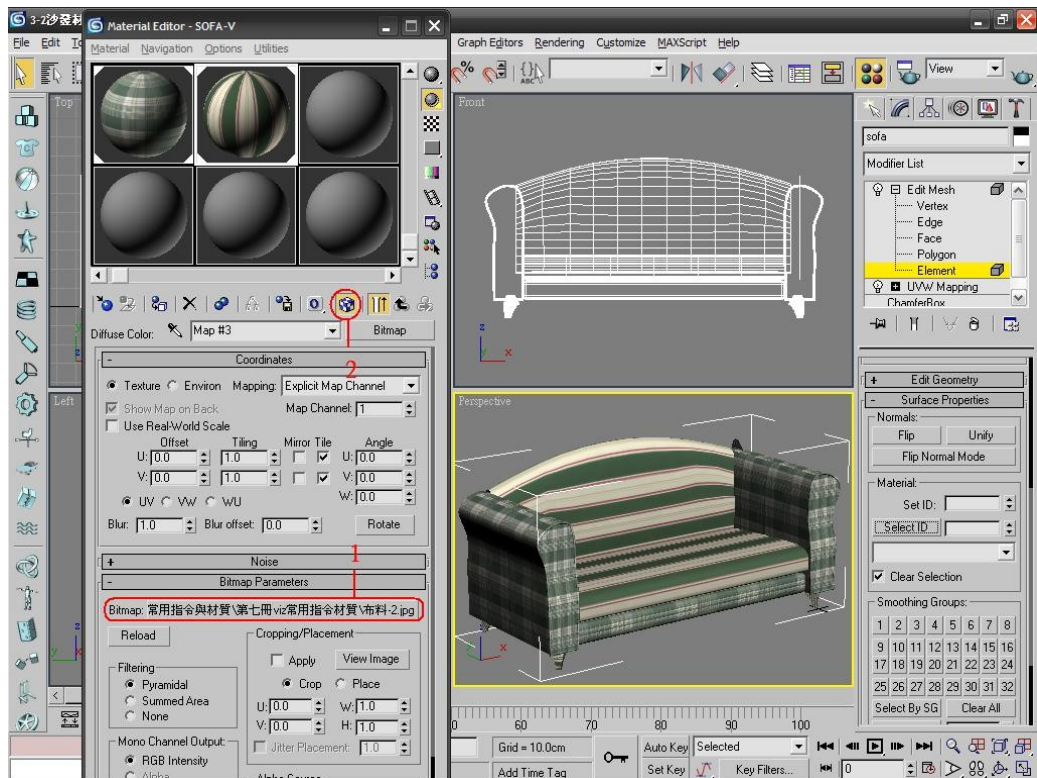 3-2沙發材
Material Editor - SOFA-V
File Edit
Material Navigation Options Utilities
Graph Editors Rendering Customize MAXScript Help
View
Top
Front
sofa
Modifier List
Edit Mesh
Vertex
Edge
Face
Polygon
Element
UVW Mapping
ChamferBox
Diffuse Color: Map #3 Bitmap
2
Coordinates
Texture Environ Mapping: Explicit Map Channel
Show Map on Back Map Channel: 1
Use Real-World Scale
Offset Tiling Mirror Tile Angle
U: 0.0 1.0 U: 0.0
V: 0.0 1.0 V: 0.0
W: 0.0
UV VW WU
Blur: 1.0 Blur offset: 0.0 Rotate
1
Noise
Bitmap Parameters
Bitmap: 常用指令與材質\第七冊viz常用指令材質\布料-2.jpg
Reload
Cropping/Placement
Apply View Image
Crop Place
U: 0.0 W: 1.0
V: 0.0 H: 1.0
Jitter Placement: 1.0
Filtering
Pyramidal
Summed Area
None
Mono Channel Output:
RGB Intensity
Alpha
Alpha Source
z
y x
Left
Perspective
Edit Geometry
Surface Properties
Normals:
Flip Unify
Flip Normal Mode
Material:
Set ID:
Select ID
Clear Selection
Smoothing Groups:
1 2 3 4 5 6 7 8
9 10 11 12 13 14 15 16
17 18 19 20 21 22 23 24
25 26 27 28 29 30 31 32
Select By SG Clear All
60 70 80 90 100
Grid = 10.0cm
Add Time Tag
Auto Key Selected
Set Key Key Filters...
0